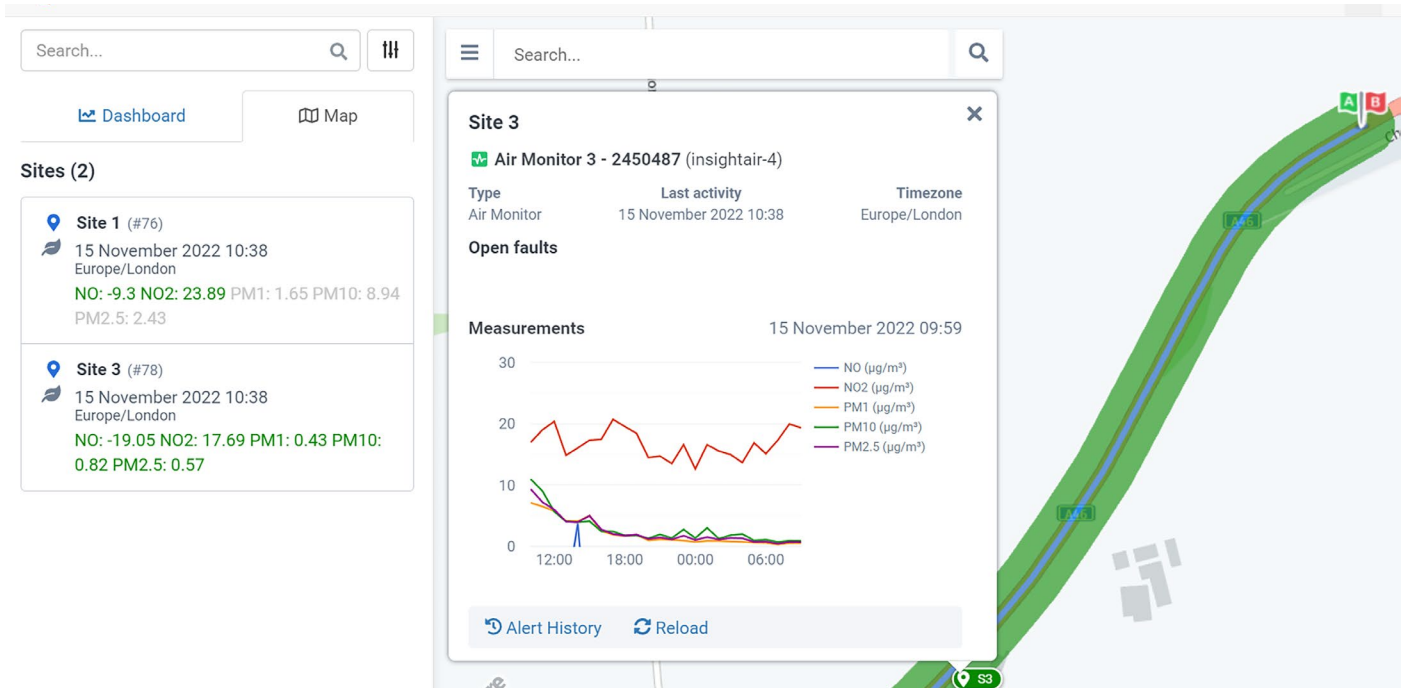 Search...
Dashboard
Map
Sites (2)
Site 1 (#76)
15 November 2022 10:38
Europe/London
NO: -9.3 NO2: 23.89 PM1: 1.65 PM10: 8.94
PM2.5: 2.43
Site 3 (#78)
15 November 2022 10:38
Europe/London
NO: -19.05 NO2: 17.69 PM1: 0.43 PM10:
0.82 PM2.5: 0.57
Search...
Site 3
Air Monitor 3 - 2450487 (insightair-4)
Type Last activity Timezone
Air Monitor 15 November 2022 10:38 Europe/London
Open faults
Measurements 15 November 2022 09:59
30
20
10
0
12:00 18:00 00:00 06:00
NO (µg/m³)
NO2 (µg/m³)
PM1 (µg/m³)
PM10 (µg/m³)
PM2.5 (µg/m³)
Alert History Reload
A B
A46
A46
S3